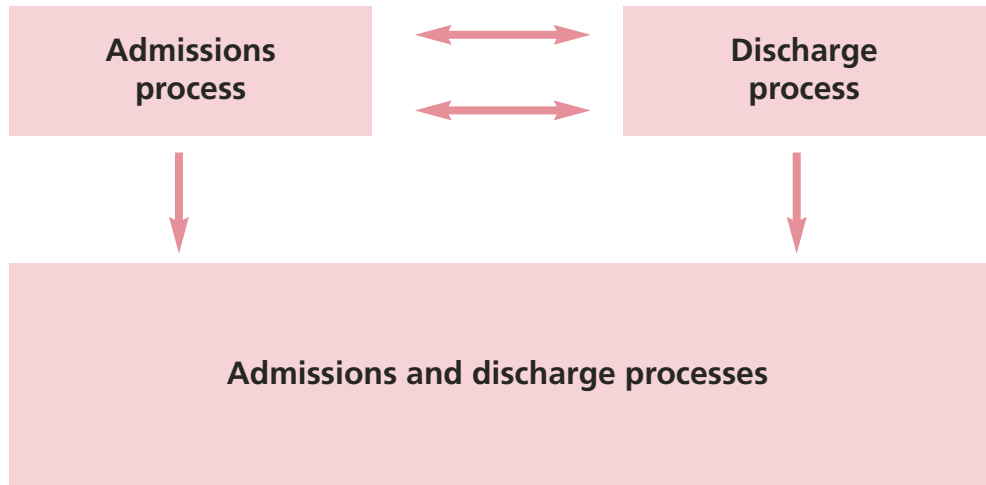 Admissions
process
Discharge
process
Admissions and discharge processes